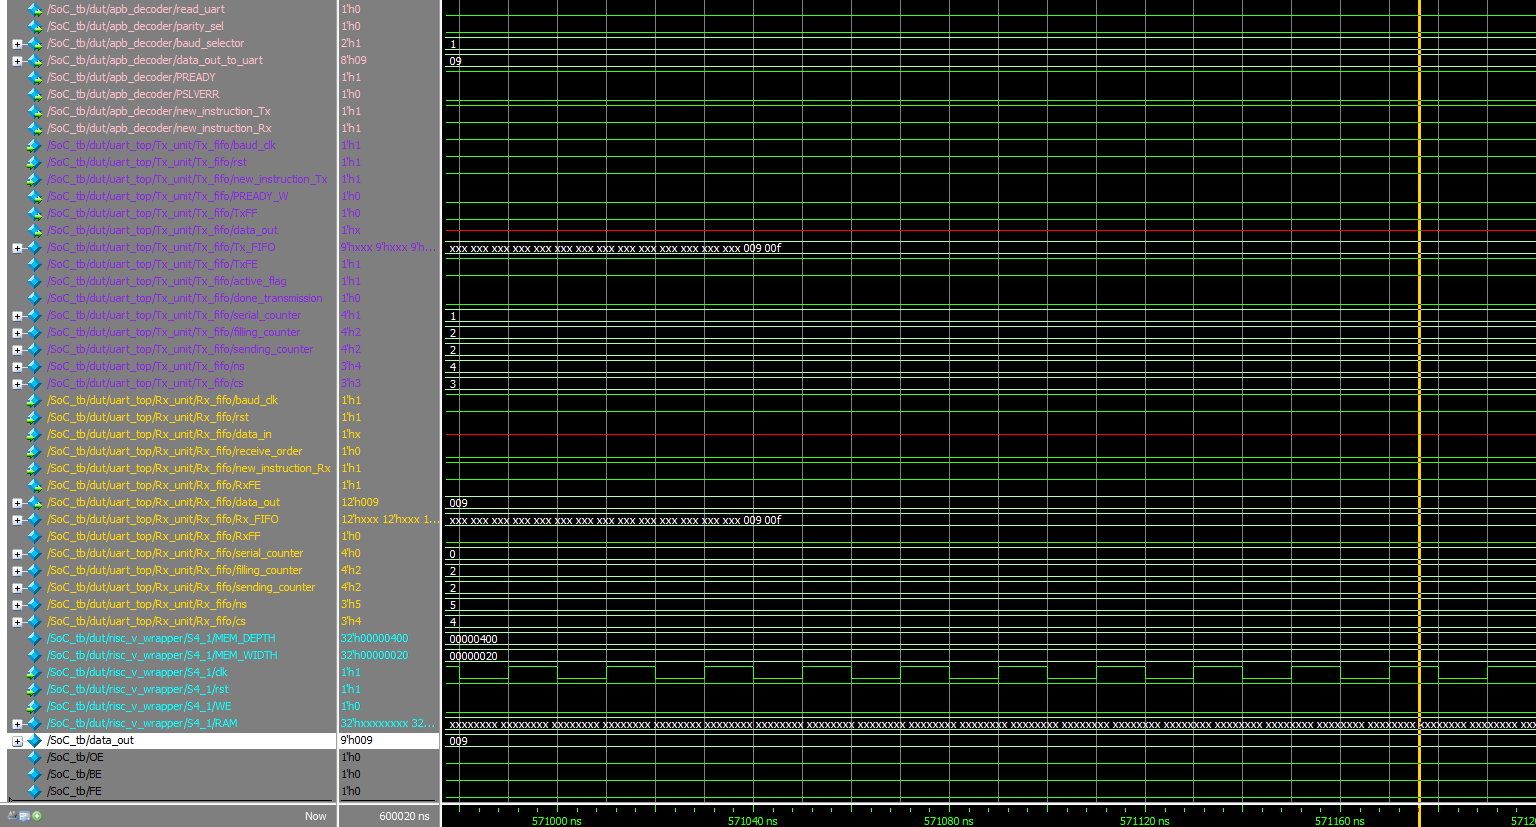 /SoC_tb/dut/apb_decoder/read_uart 1'h0
/SoC_tb/dut/apb_decoder/parity_sel 1'h0
/SoC_tb/dut/apb_decoder/baud_selector 2'h1 1
/SoC_tb/dut/apb_decoder/data_out_to_uart 8'h09 09
/SoC_tb/dut/apb_decoder/PREADY 1'h1
/SoC_tb/dut/apb_decoder/PSLVERR 1'h0
/SoC_tb/dut/apb_decoder/new_instruction_Tx 1'h1
/SoC_tb/dut/apb_decoder/new_instruction_Rx 1'h1
/SoC_tb/dut/uart_top/Tx_unit/Tx_fifo/baud_clk 1'h1
/SoC_tb/dut/uart_top/Tx_unit/Tx_fifo/rst 1'h1
/SoC_tb/dut/uart_top/Tx_unit/Tx_fifo/new_instruction_Tx 1'h1
/SoC_tb/dut/uart_top/Tx_unit/Tx_fifo/PREADY_W 1'h0
/SoC_tb/dut/uart_top/Tx_unit/Tx_fifo/TxFF 1'h0
/SoC_tb/dut/uart_top/Tx_unit/Tx_fifo/data_out 1'hx
/SoC_tb/dut/uart_top/Tx_unit/Tx_fifo/Tx_FIFO 9'hxxx 9'hxxx 9'h... xxx xxx xxx xxx xxx xxx xxx xxx xxx xxx xxx xxx xxx xxx 009 00f
/SoC_tb/dut/uart_top/Tx_unit/Tx_fifo/TxFE 1'h1
/SoC_tb/dut/uart_top/Tx_unit/Tx_fifo/active_flag 1'h1
/SoC_tb/dut/uart_top/Tx_unit/Tx_fifo/done_transmission 1'h0
/SoC_tb/dut/uart_top/Tx_unit/Tx_fifo/serial_counter 4'h1 1
/SoC_tb/dut/uart_top/Tx_unit/Tx_fifo/filling_counter 4'h2 2
/SoC_tb/dut/uart_top/Tx_unit/Tx_fifo/sending_counter 4'h2 2
/SoC_tb/dut/uart_top/Tx_unit/Tx_fifo/ns 3'h4 4
/SoC_tb/dut/uart_top/Tx_unit/Tx_fifo/cs 3'h3 3
/SoC_tb/dut/uart_top/Rx_unit/Rx_fifo/baud_clk 1'h1
/SoC_tb/dut/uart_top/Rx_unit/Rx_fifo/rst 1'h1
/SoC_tb/dut/uart_top/Rx_unit/Rx_fifo/data_in 1'hx
/SoC_tb/dut/uart_top/Rx_unit/Rx_fifo/receive_order 1'h0
/SoC_tb/dut/uart_top/Rx_unit/Rx_fifo/new_instruction_Rx 1'h1
/SoC_tb/dut/uart_top/Rx_unit/Rx_fifo/RxFE 1'h1
/SoC_tb/dut/uart_top/Rx_unit/Rx_fifo/data_out 12'h009 009
/SoC_tb/dut/uart_top/Rx_unit/Rx_fifo/Rx_FIFO 12'hxxx 12'hxxx 1... xxx xxx xxx xxx xxx xxx xxx xxx xxx xxx xxx xxx xxx xxx 009 00f
/SoC_tb/dut/uart_top/Rx_unit/Rx_fifo/RxFF 1'h0
/SoC_tb/dut/uart_top/Rx_unit/Rx_fifo/serial_counter 4'h0 0
/SoC_tb/dut/uart_top/Rx_unit/Rx_fifo/filling_counter 4'h2 2
/SoC_tb/dut/uart_top/Rx_unit/Rx_fifo/sending_counter 4'h2 2
/SoC_tb/dut/uart_top/Rx_unit/Rx_fifo/ns 3'h5 5
/SoC_tb/dut/uart_top/Rx_unit/Rx_fifo/cs 3'h4 4
/SoC_tb/dut/risc_v_wrapper/S4_1/MEM_DEPTH 32'h00000400 00000400
/SoC_tb/dut/risc_v_wrapper/S4_1/MEM_WIDTH 32'h00000020 00000020
/SoC_tb/dut/risc_v_wrapper/S4_1/clk 1'h1
/SoC_tb/dut/risc_v_wrapper/S4_1/rst 1'h1
/SoC_tb/dut/risc_v_wrapper/S4_1/WE 1'h0
/SoC_tb/dut/risc_v_wrapper/S4_1/RAM 32'hxxxxxxxx 32... xxxxxxxx xxxxxxxx xxxxxxxx xxxxxxxx xxxxxxxx xxxxxxxx xxxxxxxx xxxxxxxx xxxxxxxx xxxxxxxx xxxxxxxx xxxxxxxx xxxxxxxx xxxxxxxx xxxxxxxx xxxxxxxx xxxxxxxx xxxxxxxx xxxxxxxx xxxxxxxx xxxxxxxx
/SoC_tb/data_out 9'h009 009
/SoC_tb/OE 1'h0
/SoC_tb/BE 1'h0
/SoC_tb/FE 1'h0
Now 600020 ns 571000 ns 571040 ns 571080 ns 571120 ns 571160 ns 5712